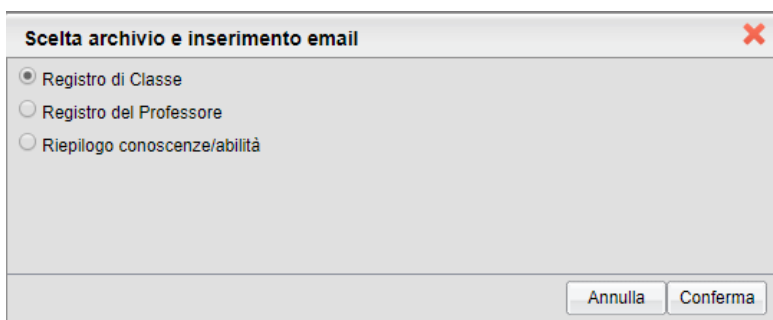 Scelta archivio e inserimento email
Registro di Classe
Registro del Professore
Riepilogo conoscenze/abilità
Annulla Conferma